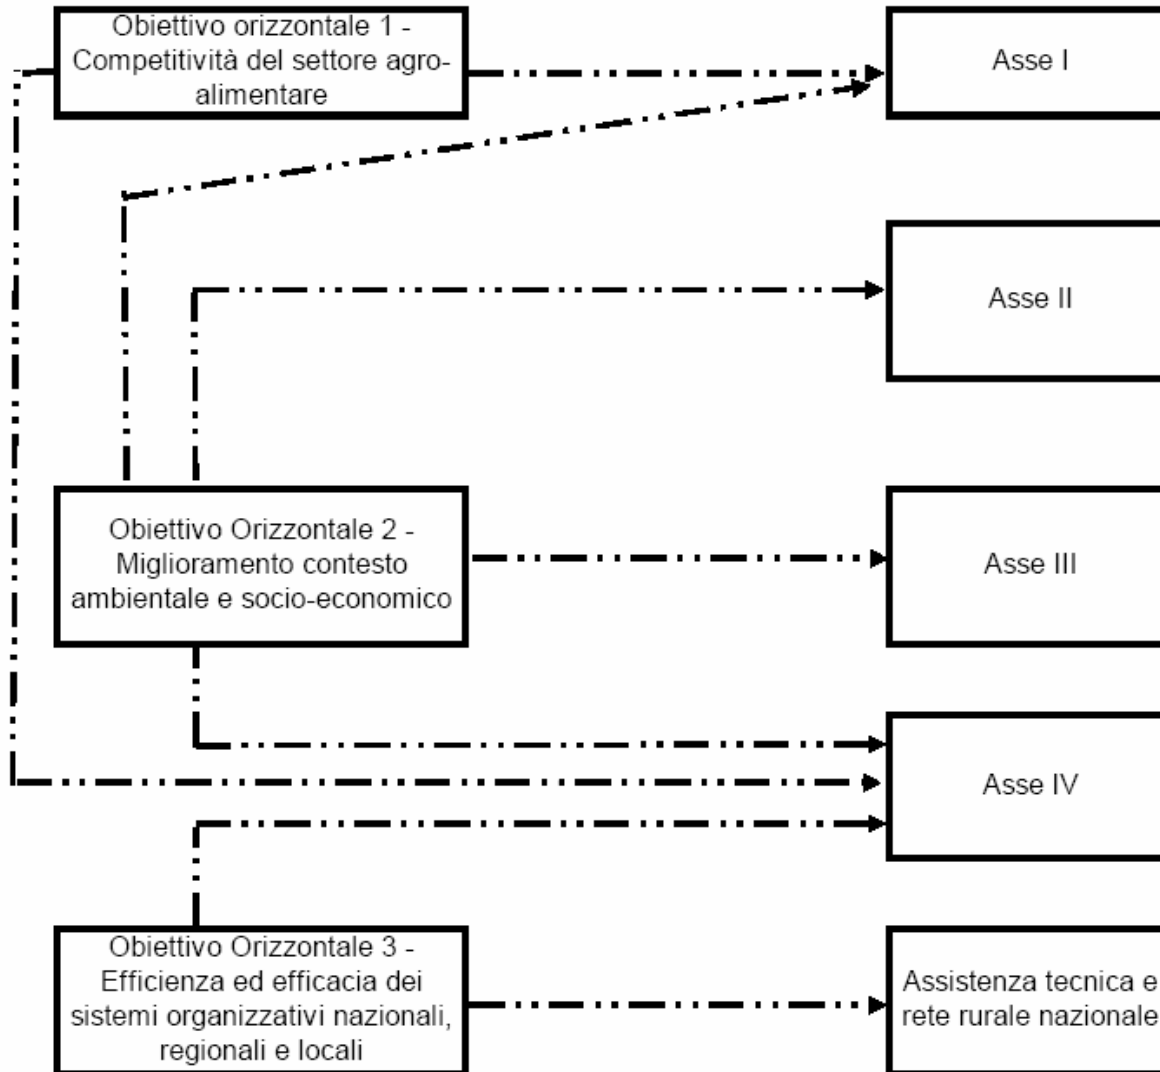 Obiettivo orizzontale 1 -
Competitività del settore agro-
alimentare
Asse I
Asse II
Obiettivo Orizzontale 2 -
Miglioramento contesto
ambientale e socio-economico
Asse III
Asse IV
Obiettivo Orizzontale 3 -
Efficienza ed efficacia dei
sistemi organizzativi nazionali,
regionali e locali
Assistenza tecnica e
rete rurale nazionale